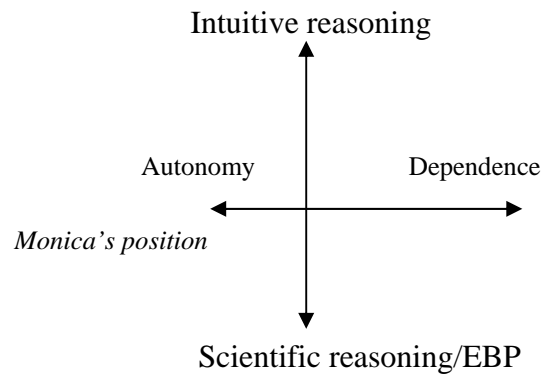 Intuitive reasoning
Autonomy Dependence
Monica's position
Scientific reasoning/EBP